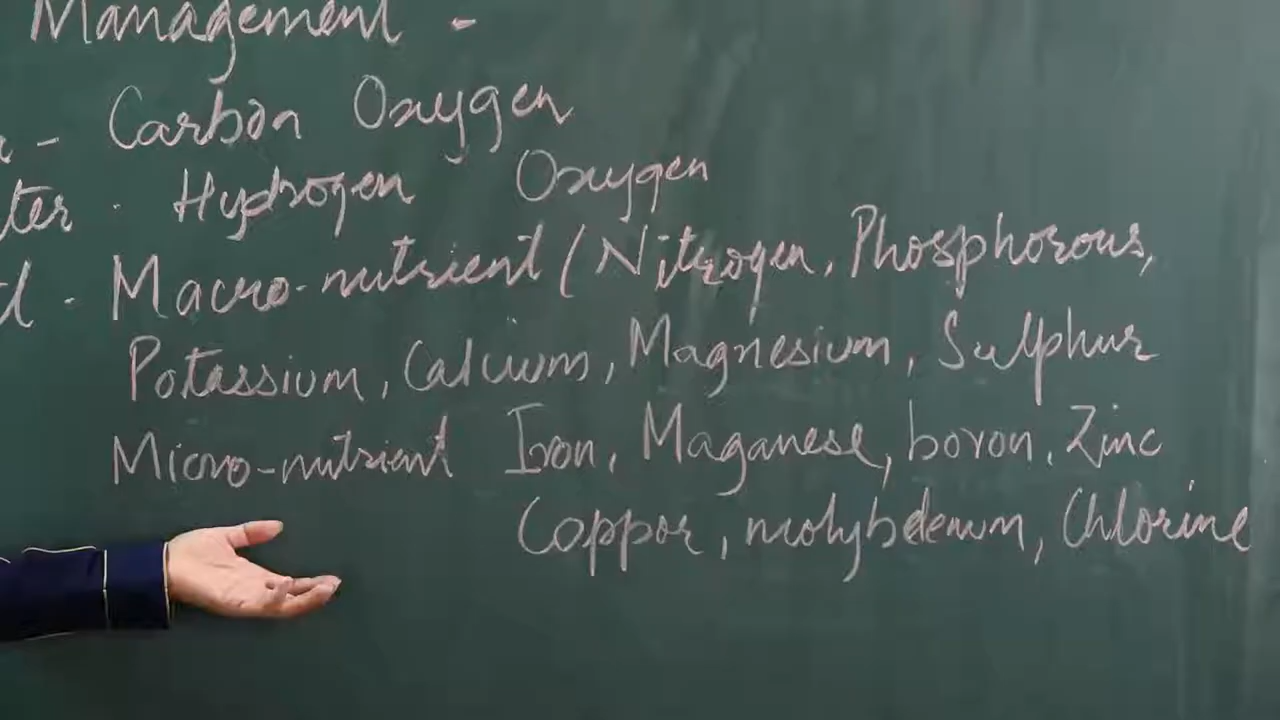 Management -
- Carbon Oxygen
ter . Hydrogen Oxygen
- Macro-nutrient (Nitrogen, Phosphorous,
Potassium, Calcium, Magnesium, Sulphur
Micro-nutrient Iron, Maganese, boron, Zinc
Coppor, molybdenum, Chlorine